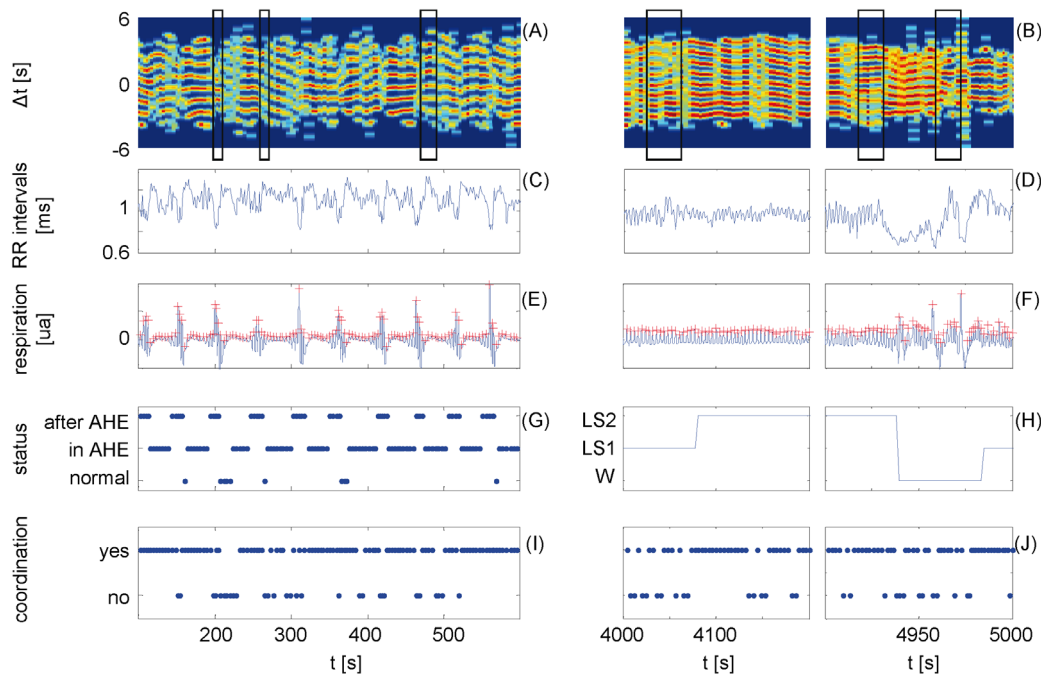 6 (A) (B)
Δt [s] 0
-6
RR intervals [ms] 1 (C) (D)
0.6
respiration [ua] 0 (E) (F)
status after AHE (G) LS2 (H)
in AHE LS1
normal W
coordination yes (I) (J)
no
200 300 400 500 4000 4100 4950 5000
t [s] t [s]